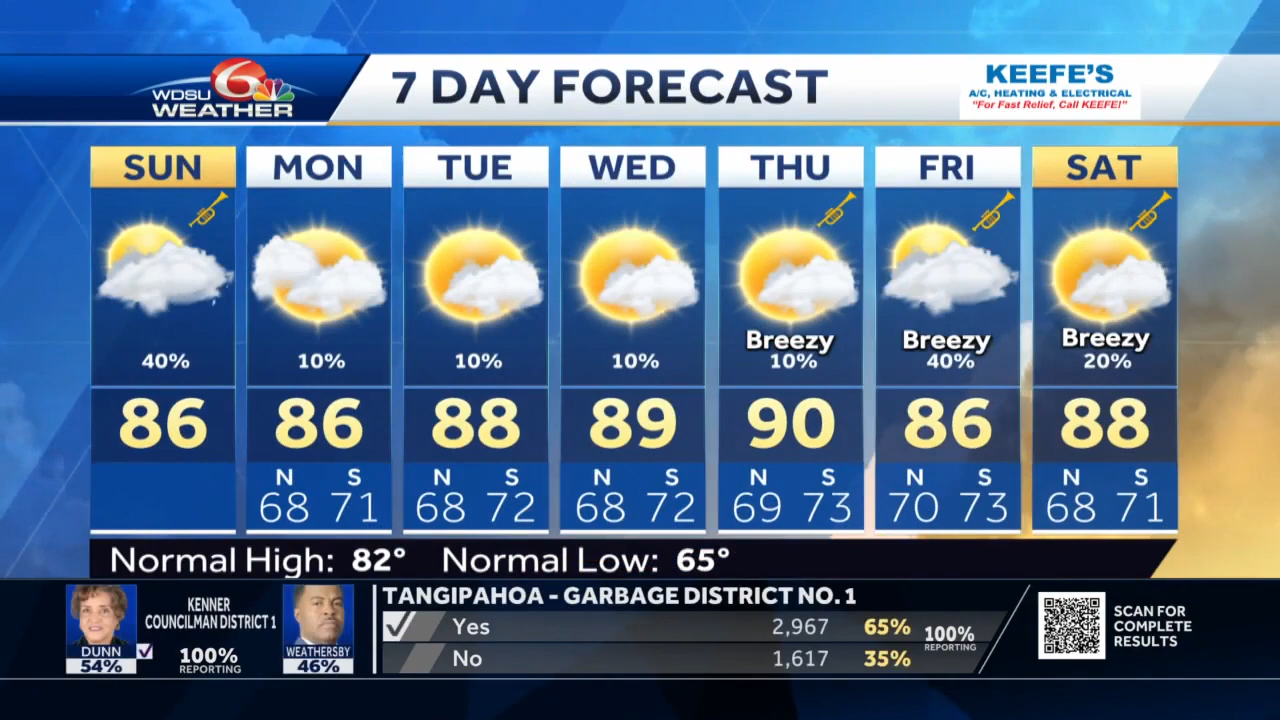 WDSU 6
WEATHER
7 DAY FORECAST
KEEFE'S
A/C, HEATING & ELECTRICAL
"For Fast Relief, Call KEEFE!"
SUN MON TUE WED THU FRI SAT
Breezy Breezy Breezy
40% 10% 10% 10% 10% 40% 20%
86 86 88 89 90 86 88
N S N S N S N S N S N S
68 71 68 72 68 72 69 73 70 73 68 71
Normal High: 82° Normal Low: 65°
KENNER
COUNCILMAN DISTRICT 1
DUNN
54%
100%
REPORTING
WEATHERSBY
46%
TANGIPAHOA - GARBAGE DISTRICT NO. 1
Yes 2,967 65%
No 1,617 35%
100%
REPORTING
SCAN FOR
COMPLETE
RESULTS